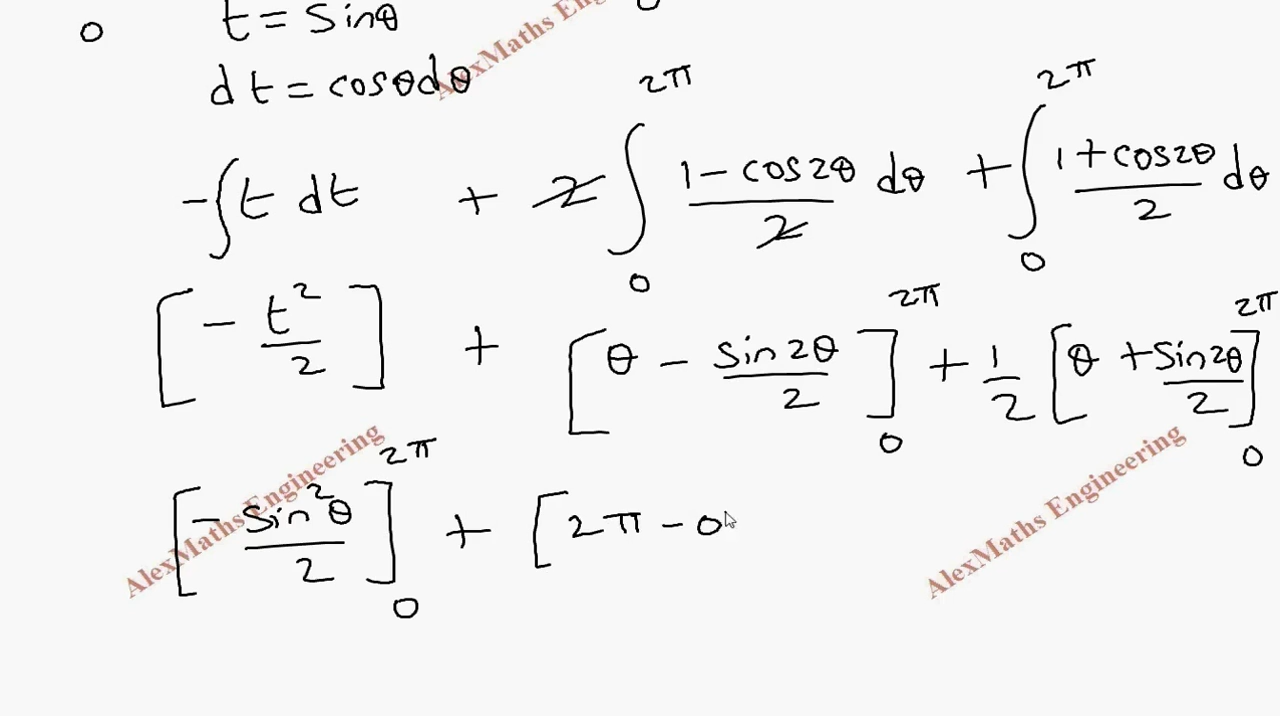 0 t = sinθ
dt = cosθdθ
-∫t dt + 2 ∫₀^2π (1 - cos2θ)/2 dθ + ∫₀^2π (1 + cos2θ)/2 dθ
[- t²/2] + [θ - sin2θ/2]₀^2π + 1/2 [θ + sin2θ/2]₀^2π
[- sin²θ/2]₀^2π + [2π - 0
AlexMaths Engineering
AlexMaths Engineering